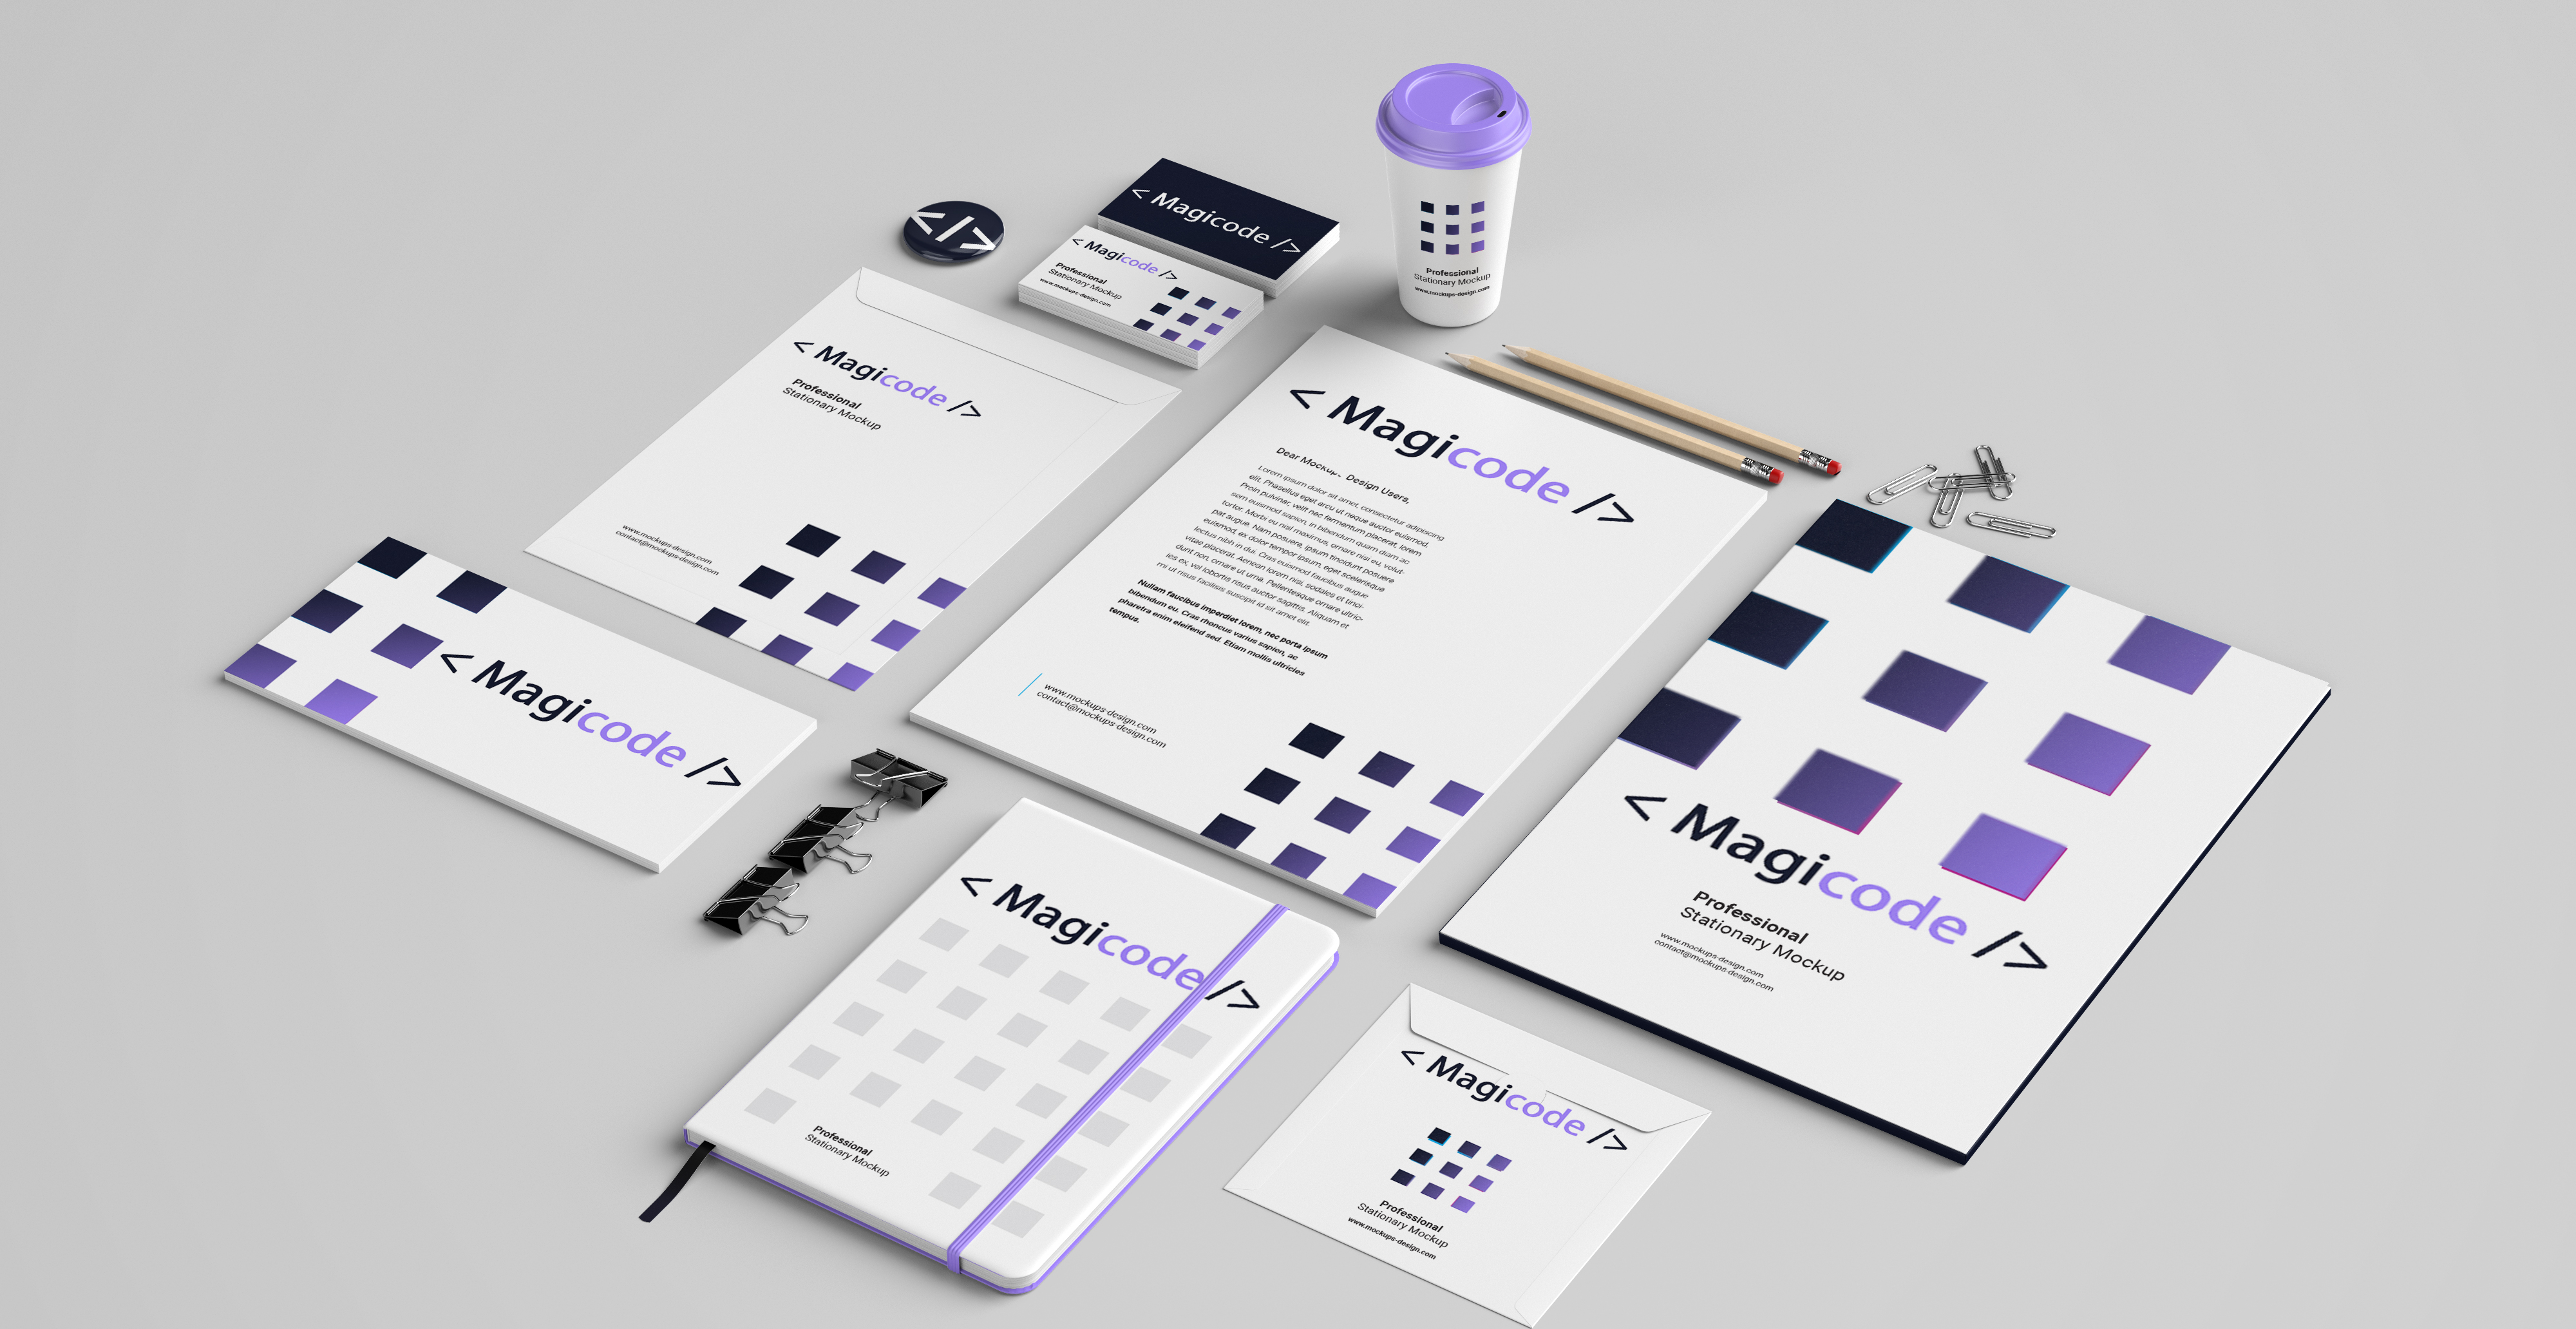 </>
< Magicode />
< Magicode />
Professional
Stationary Mockup
www.mockups-design.com
Professional
Stationary Mockup
www.mockups-design.com
< Magicode />
Professional
Stationary Mockup
www.mockups-design.com
contact@mockups-design.com
< Magicode />
Dear Mockup- Design Users,
Lorem ipsum dolor sit amet, consectetur adipiscing
elit. Phasellus eget arcu ut neque auctor euismod.
Proin pulvinar, velit nec fermentum placerat, lorem
sem euismod sapien, in bibendum quam diam ac
tortor. Morbi eu nisl maximus, ornare nisi eu, volut-
pat augue. Nam posuere, ipsum tincidunt posuere
euismod, ex dolor tempor ipsum, eget scelerisque
lectus nibh in dui. Cras euismod faucibus augue
vitae placerat. Aenean lorem nisi, sodales et tinci-
dunt non, ornare ut urna. Pellentesque ornare ultric-
ies ex, vel lobortis risus auctor sagittis. Aliquam et
mi ut risus facilisis suscipit id sit amet elit.
Nullam faucibus imperdiet lorem, nec porta ipsum
bibendum eu. Cras rhoncus varius sapien, ac
pharetra enim eleifend sed. Etiam mollis ultricies
tempus.
www.mockups-design.com
contact@mockups-design.com
< Magicode />
< Magicode />
Professional
Stationary Mockup
www.mockups-design.com
contact@mockups-design.com
< Magicode />
Professional
Stationary Mockup
< Magicode />
Professional
Stationary Mockup
www.mockups-design.com